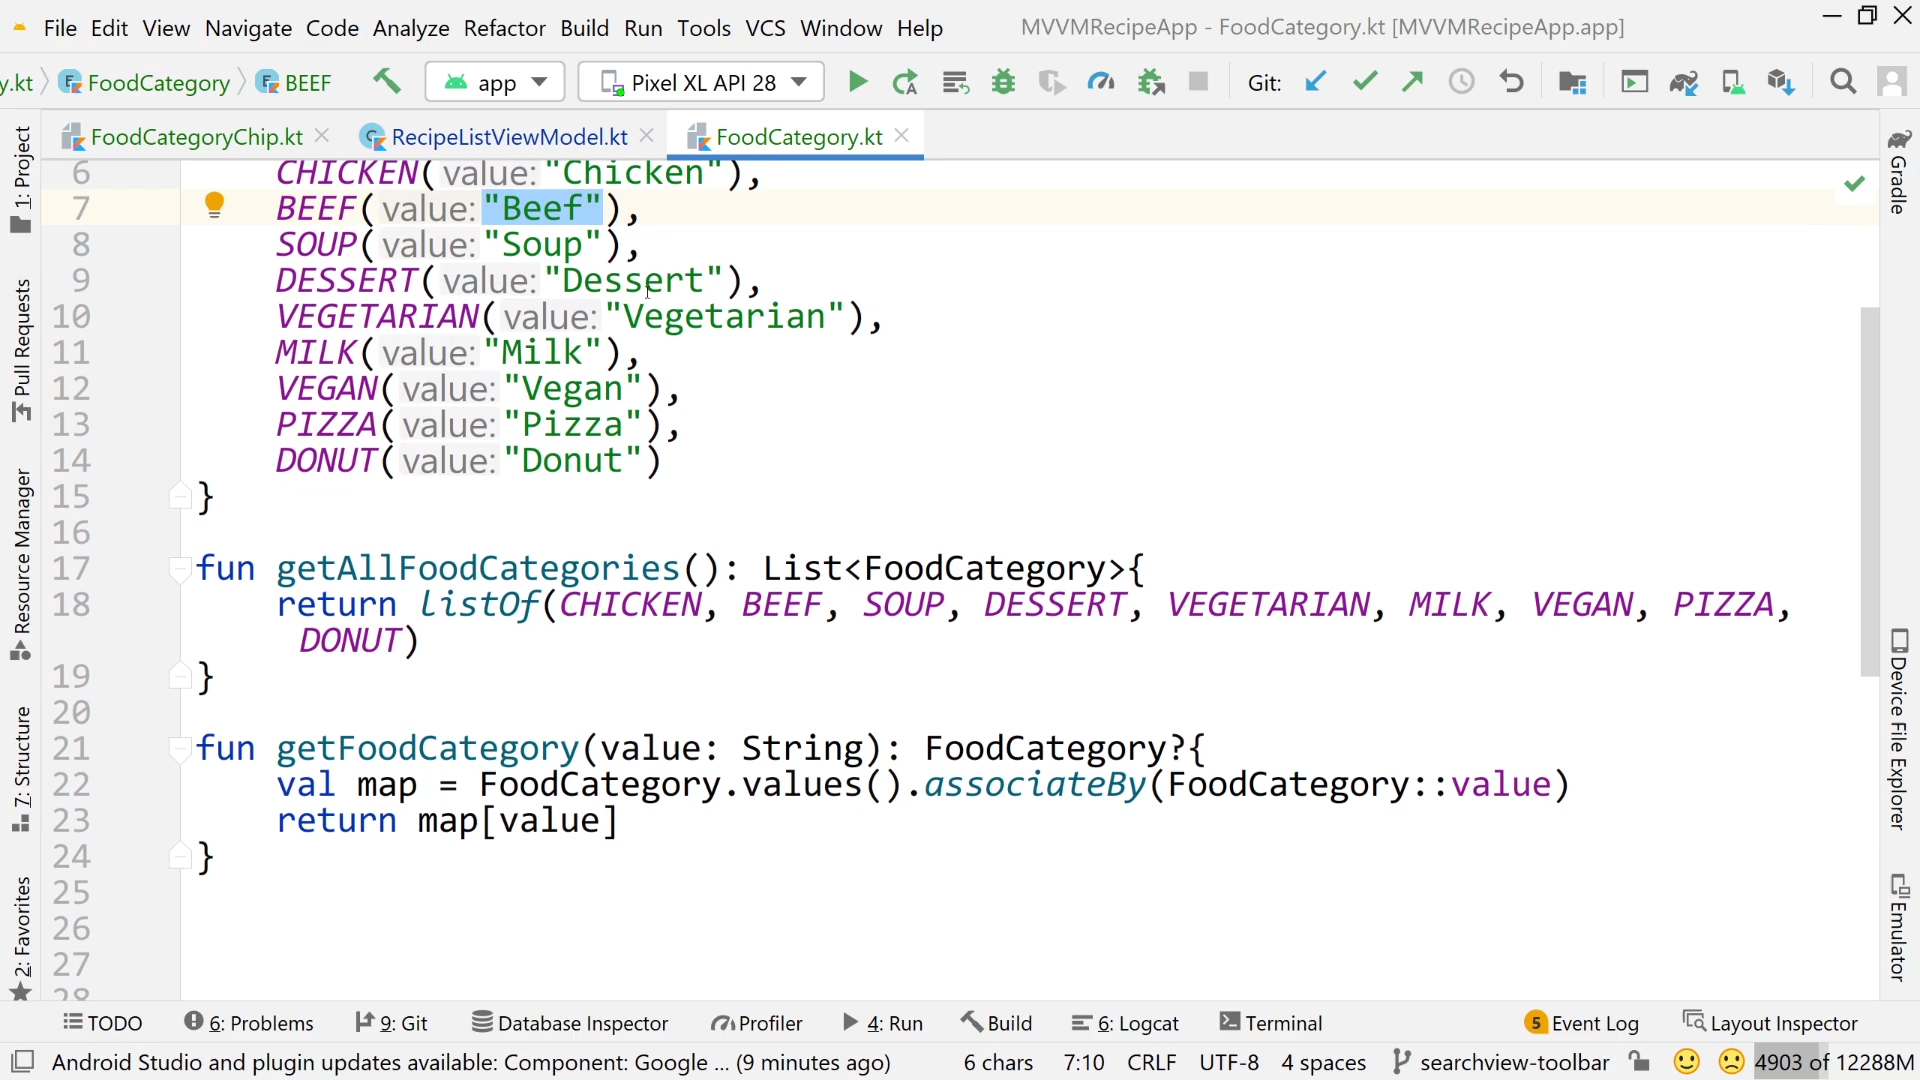 File Edit View Navigate Code Analyze Refactor Build Run Tools VCS Window Help MVVMRecipeApp - FoodCategory.kt [MVVMRecipeApp.app]
y.kt FoodCategory BEEF app Pixel XL API 28 Git:
FoodCategoryChip.kt RecipeListViewModel.kt FoodCategory.kt
6 CHICKEN( value: "Chicken"),
7 BEEF( value: "Beef"),
8 SOUP( value: "Soup"),
9 DESSERT( value: "Dessert"),
10 VEGETARIAN( value: "Vegetarian"),
11 MILK( value: "Milk"),
12 VEGAN( value: "Vegan"),
13 PIZZA( value: "Pizza"),
14 DONUT( value: "Donut")
15 }
16
17 fun getAllFoodCategories(): List<FoodCategory>{
18 return listOf(CHICKEN, BEEF, SOUP, DESSERT, VEGETARIAN, MILK, VEGAN, PIZZA,
DONUT)
19 }
20
21 fun getFoodCategory(value: String): FoodCategory?{
22 val map = FoodCategory.values().associateBy(FoodCategory::value)
23 return map[value]
24 }
25
26
27
28
1: Project
Pull Requests
Resource Manager
7: Structure
2: Favorites
Gradle
Device File Explorer
Emulator
TODO 6: Problems 9: Git Database Inspector Profiler 4: Run Build 6: Logcat Terminal 5 Event Log Layout Inspector
Android Studio and plugin updates available: Component: Google ... (9 minutes ago) 6 chars 7:10 CRLF UTF-8 4 spaces searchview-toolbar 4903 of 12288M